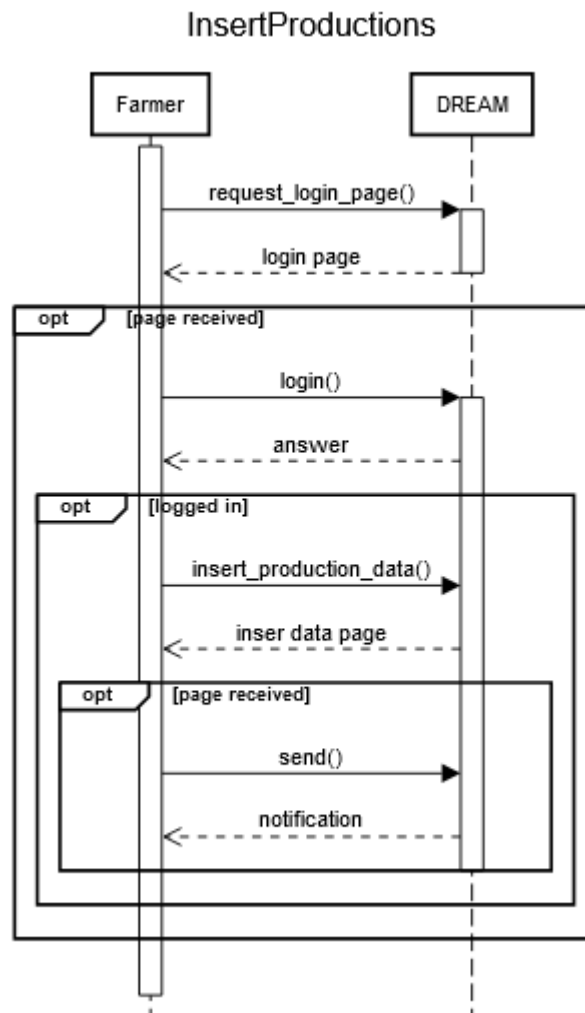 InsertProductions
Farmer
DREAM
request_login_page()
login page
opt [page received]
login()
answer
opt [logged in]
insert_production_data()
inser data page
opt [page received]
send()
notification